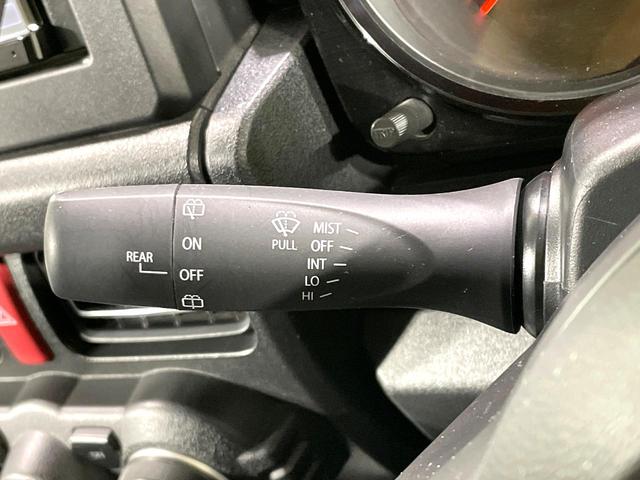 ON
REAR
OFF
PULL
MIST
OFF
INT
LO
HI